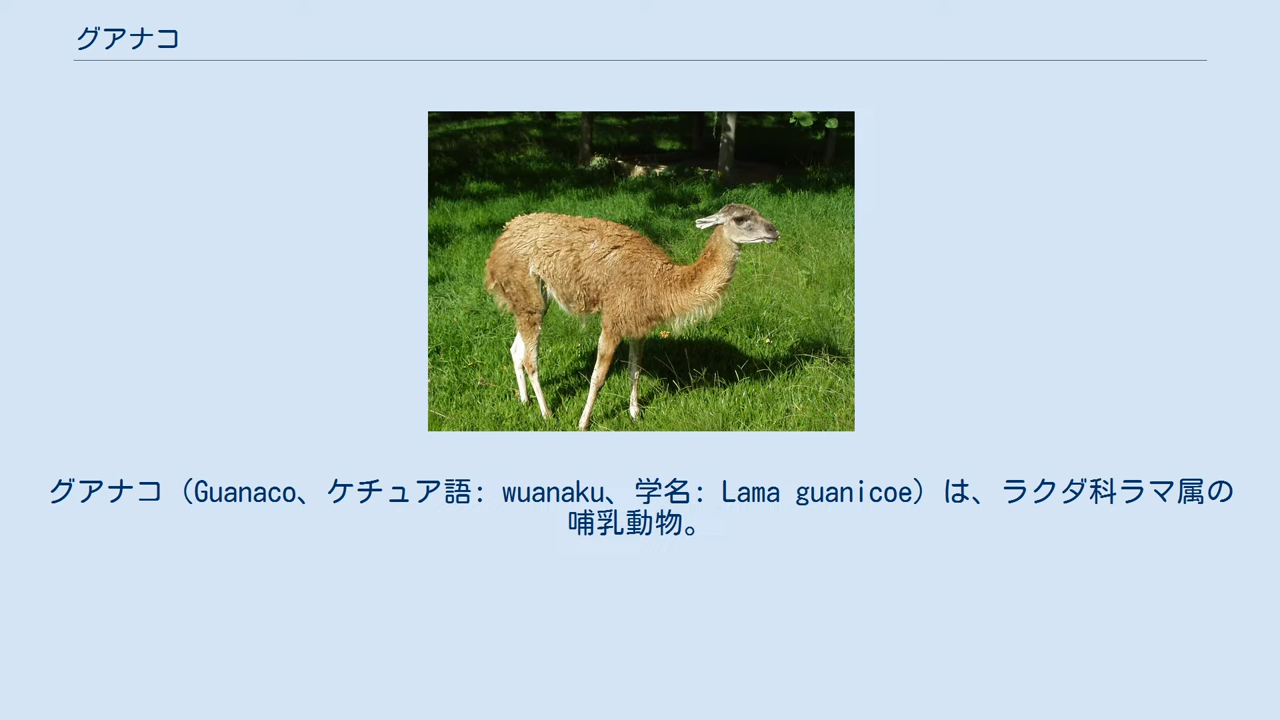 グアナコ
グアナコ（Guanaco、ケチュア語: wuanaku、学名: Lama guanicoe）は、ラクダ科ラマ属の
哺乳動物。